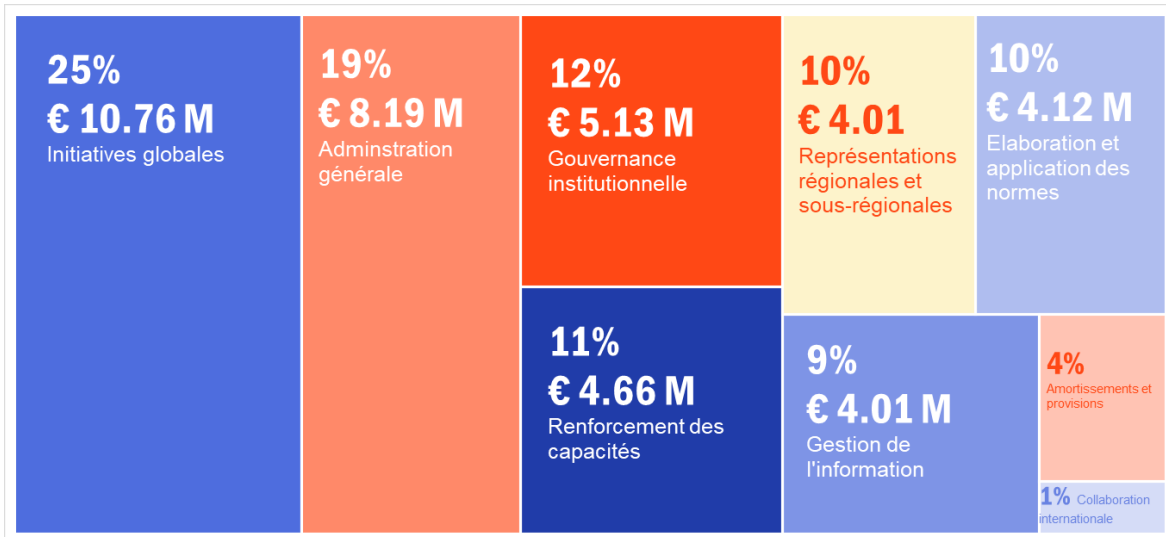 25%
€ 10.76 M
Initiatives globales
19%
€ 8.19 M
Adminstration
générale
12%
€ 5.13 M
Gouvernance
institutionnelle
10%
€ 4.01
Représentations
régionales et
sous-régionales
10%
€ 4.12 M
Elaboration et
application des
normes
11%
€ 4.66 M
Renforcement des
capacités
9%
€ 4.01 M
Gestion de
l'information
4%
Amortissements et
provisions
1% Collaboration
internationale